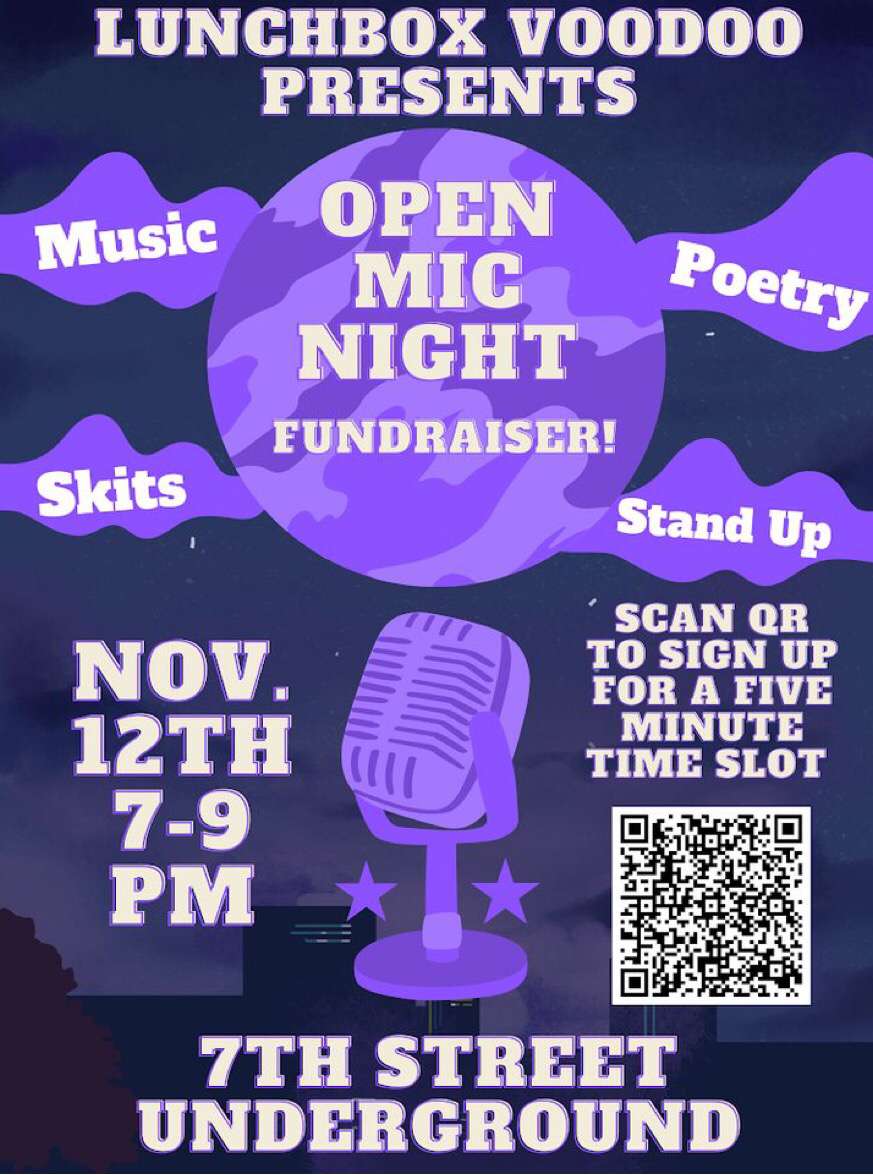 LUNCHBOX VOODOO
PRESENTS
OPEN
MIC
NIGHT
FUNDRAISER!
Music
Poetry
Skits
Stand Up
NOV.
12TH
7-9
PM
SCAN QR
TO SIGN UP
FOR A FIVE
MINUTE
TIME SLOT
7TH STREET
UNDERGROUND